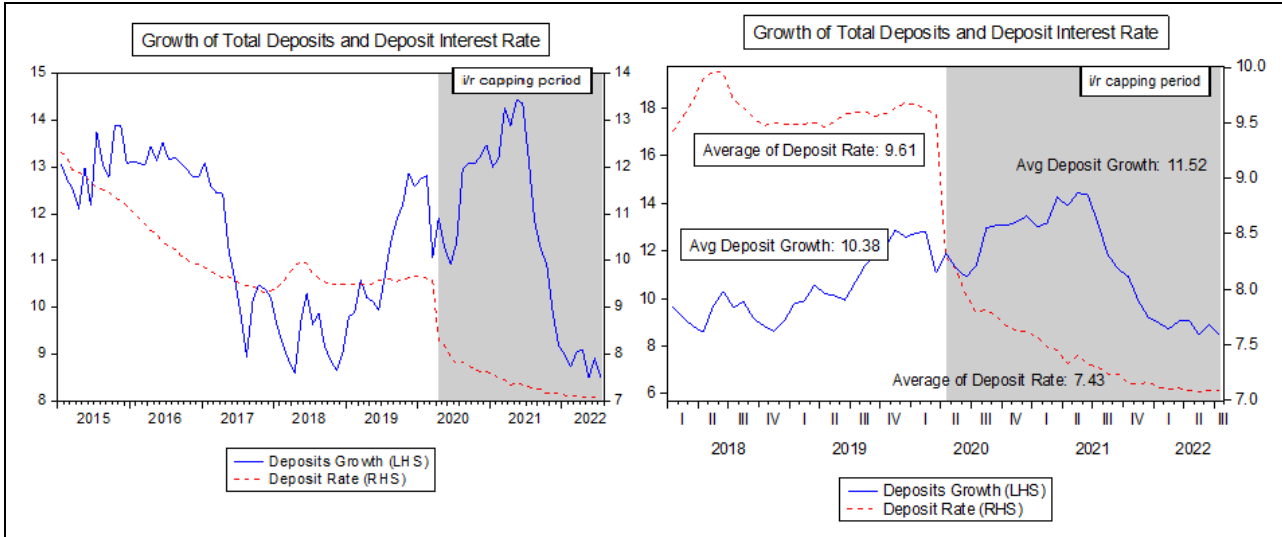 Growth of Total Deposits and Deposit Interest Rate
i/r capping period
15
14
13
12
11
10
9
8
14
13
12
11
10
9
8
7
2015 2016 2017 2018 2019 2020 2021 2022
Deposits Growth (LHS)
Deposit Rate (RHS)
Growth of Total Deposits and Deposit Interest Rate
i/r capping period
18
16
14
12
10
8
6
10.0
9.5
9.0
8.5
8.0
7.5
7.0
Average of Deposit Rate: 9.61
Avg Deposit Growth: 11.52
Avg Deposit Growth: 10.38
Average of Deposit Rate: 7.43
I II III IV I II III IV I II III IV I II III IV I II III
2018 2019 2020 2021 2022
Deposits Growth (LHS)
Deposit Rate (RHS)